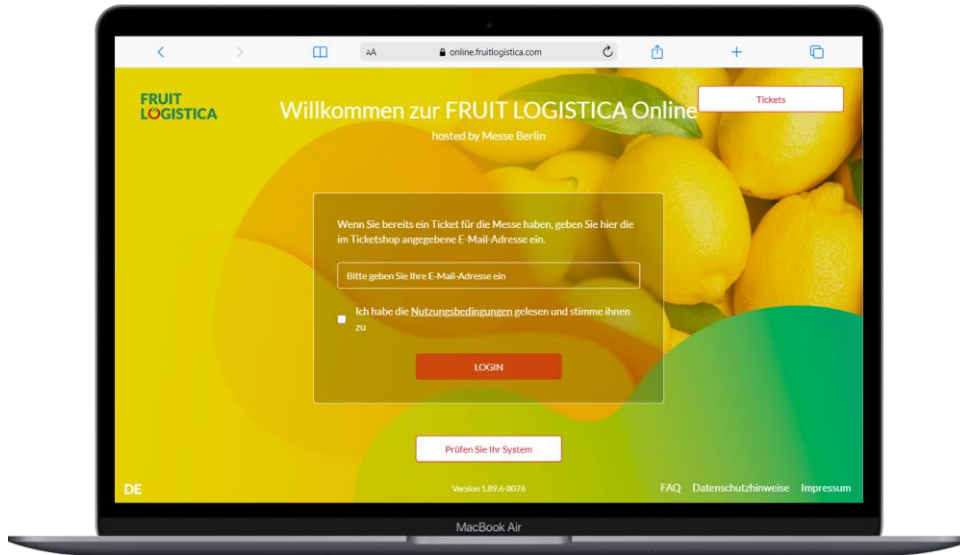 AA
online.fruitlogistica.com
FRUIT
LOGISTICA
Willkommen zur FRUIT LOGISTICA Online
hosted by Messe Berlin
Tickets
Wenn Sie bereits ein Ticket für die Messe haben, geben Sie hier die
im Ticketshop angegebene E-Mail-Adresse ein.
Bitte geben Sie Ihre E-Mail-Adresse ein
Ich habe die Nutzungsbedingungen gelesen und stimme ihnen
zu
LOGIN
Prüfen Sie Ihr System
DE
Version 1.89.6-8076
FAQ Datenschutzhinweise Impressum
MacBook Air